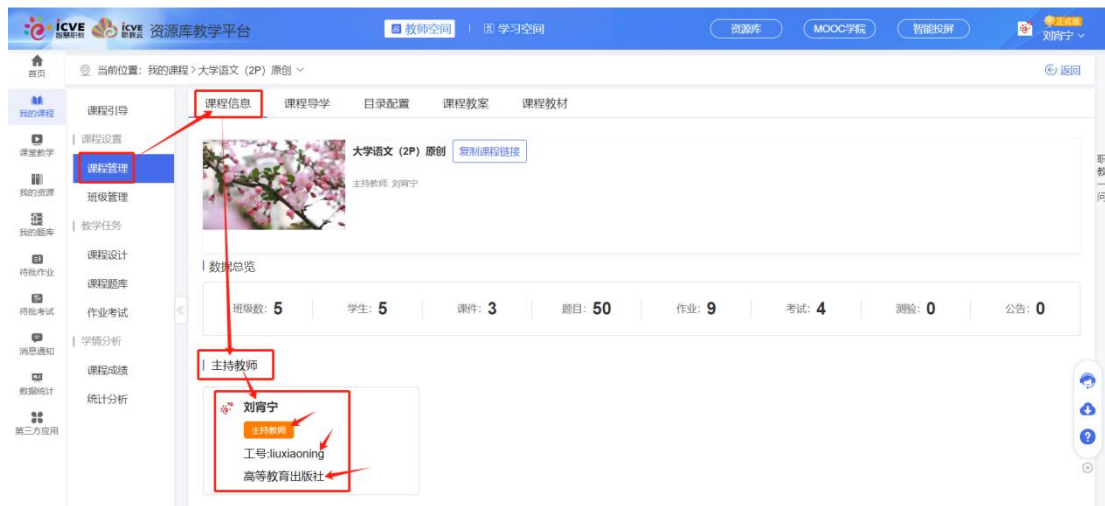 icve 智慧职教 icve 职教云 资源库教学平台
教师空间 学习空间
资源库 MOOC学院 智能投屏
正式版
刘宵宁
首页
当前位置：我的课程 > 大学语文（2P）原创
返回
我的课程
课堂教学
我的资源
我的题库
待批作业
待批考试
消息通知
数据统计
第三方应用
课程引导
课程设置
课程管理
班级管理
教学任务
课程设计
课程题库
作业考试
学情分析
课程成绩
统计分析
课程信息 课程导学 目录配置 课程教案 课程教材
大学语文（2P）原创 复制课程链接
主持教师 刘宵宁
数据总览
班级数: 5 学生: 5 课件: 3 题目: 50 作业: 9 考试: 4 测验: 0 公告: 0
主持教师
刘宵宁
主持教师
工号:liuxiaoning
高等教育出版社
职
教
一
问